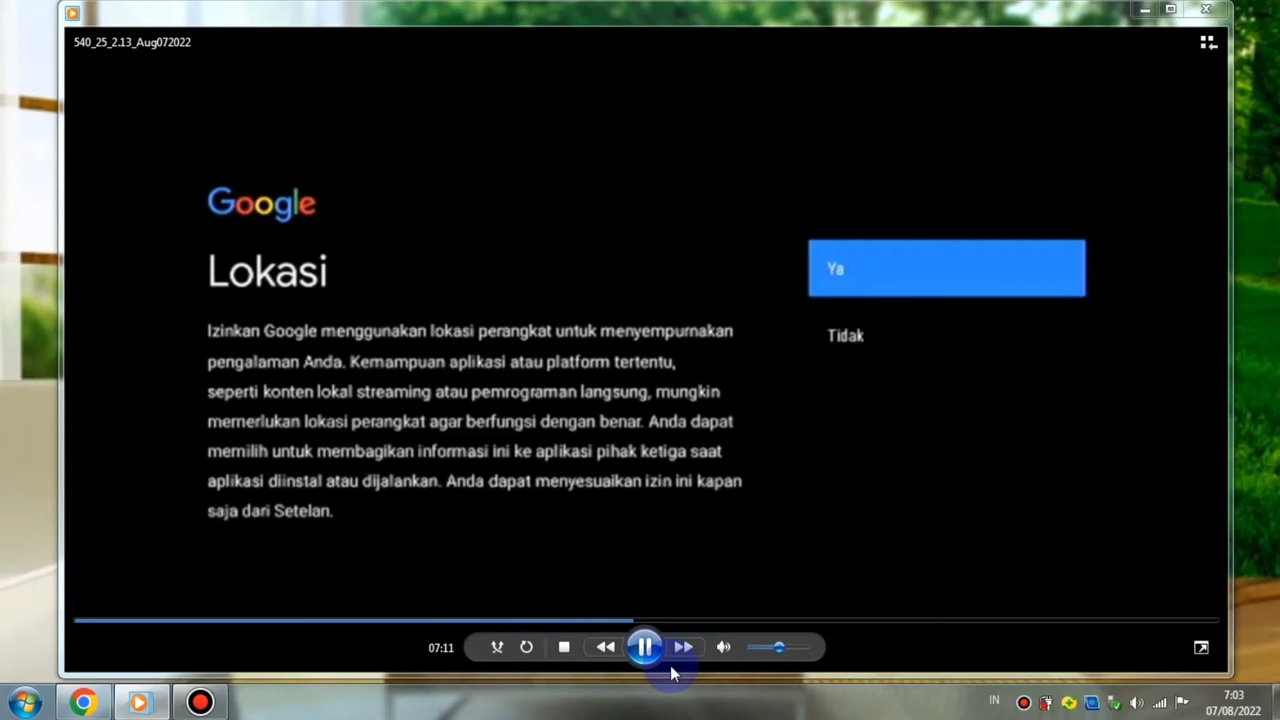 540_25_2.13_Aug072022
Google
Lokasi
Izinkan Google menggunakan lokasi perangkat untuk menyempurnakan
pengalaman Anda. Kemampuan aplikasi atau platform tertentu,
seperti konten lokal streaming atau pemrograman langsung, mungkin
memerlukan lokasi perangkat agar berfungsi dengan benar. Anda dapat
memilih untuk membagikan informasi ini ke aplikasi pihak ketiga saat
aplikasi diinstal atau dijalankan. Anda dapat menyesuaikan izin ini kapan
saja dari Setelan.
Ya
Tidak
07:11
IN
7:03
07/08/2022